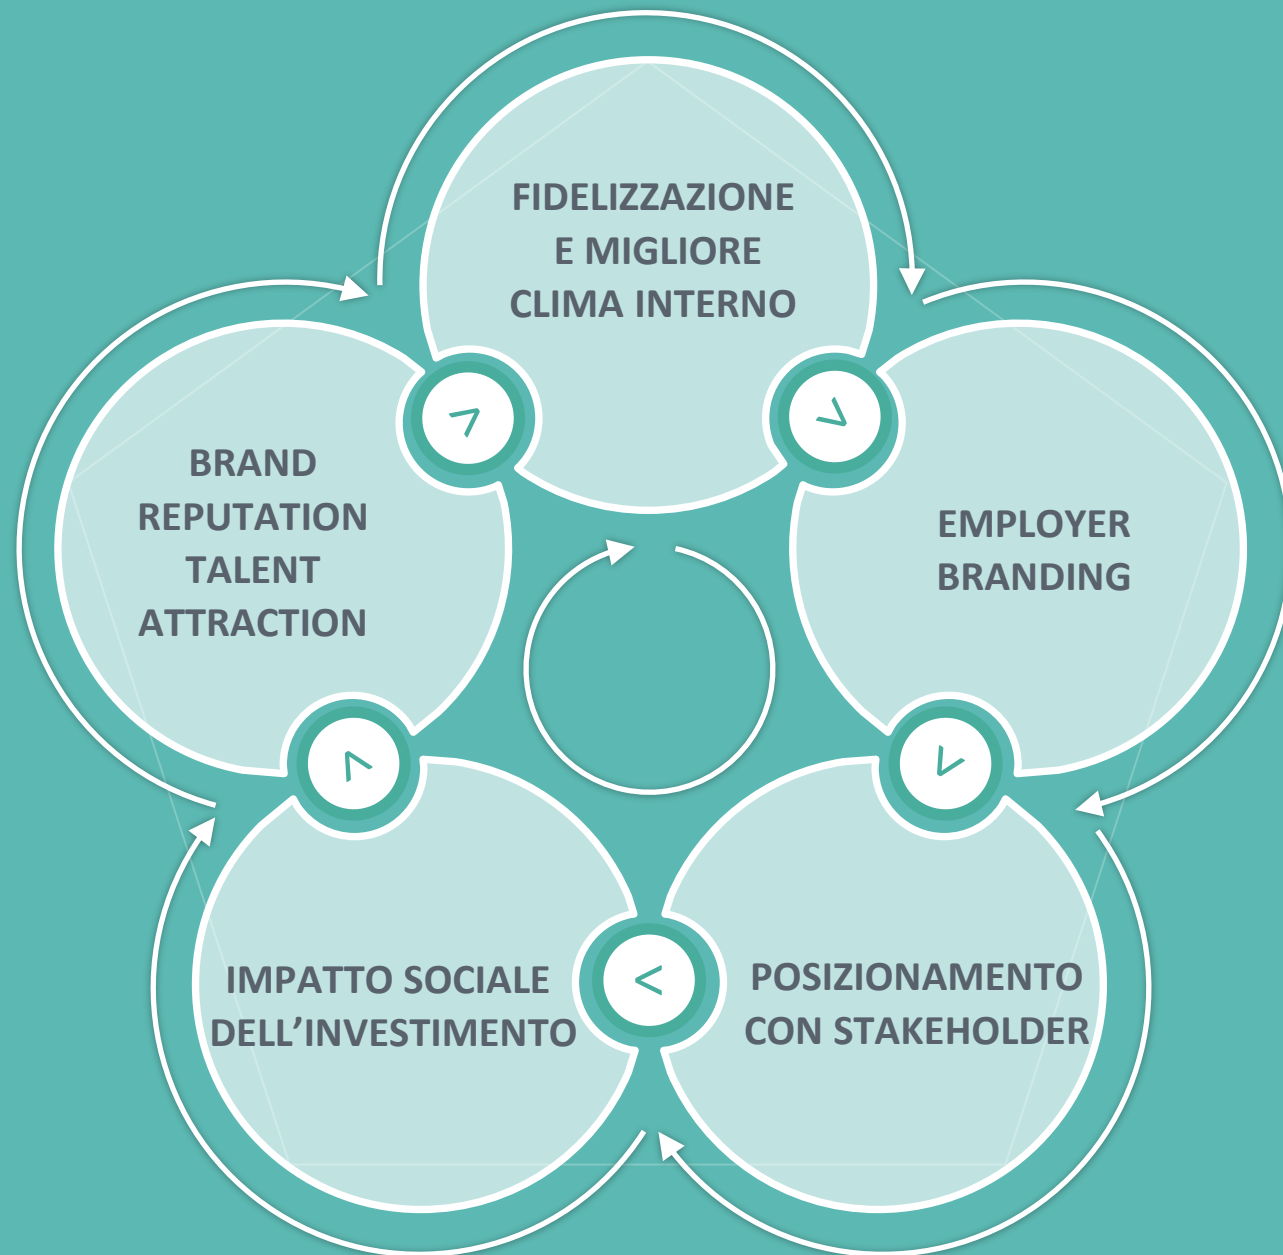 FIDELIZZAZIONE
E MIGLIORE
CLIMA INTERNO
EMPLOYER
BRANDING
POSIZIONAMENTO
CON STAKEHOLDER
IMPATTO SOCIALE
DELL’INVESTIMENTO
BRAND
REPUTATION
TALENT
ATTRACTION